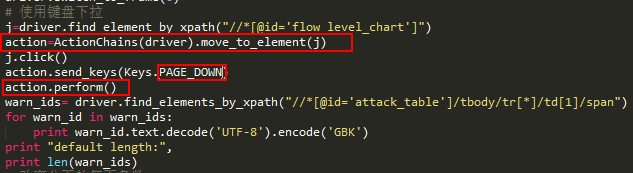 # 使用键盘下拉
j=driver.find_element_by_xpath("//*[@id='flow_level_chart']")
action=ActionChains(driver).move_to_element(j)
j.click()
action.send_keys(Keys.PAGE_DOWN)
action.perform()
warn_ids= driver.find_elements_by_xpath("//*[@id='attack_table']/tbody/tr[*]/td[1]/span")
for warn_id in warn_ids:
    print warn_id.text.decode('UTF-8').encode('GBK')
print "default length:",
print len(warn_ids)